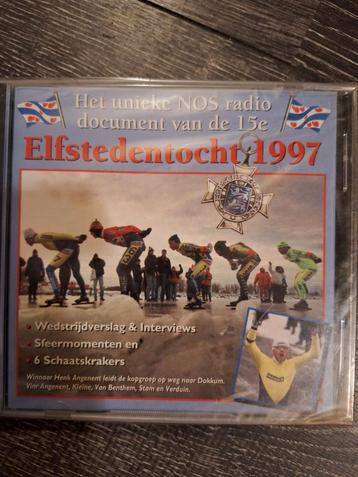 Het unieke NOS radio
document van de 15e
Elfstedentocht 1997
• Wedstrijdverslag & Interviews
• Sfeermomenten en
• 6 Schaatskrakers
Winnaar Henk Angenent leidt de kopgroep op weg naar Dokkum.
Vlnr Angenent, Kleine, Van Benthem, Stam en Verduin.